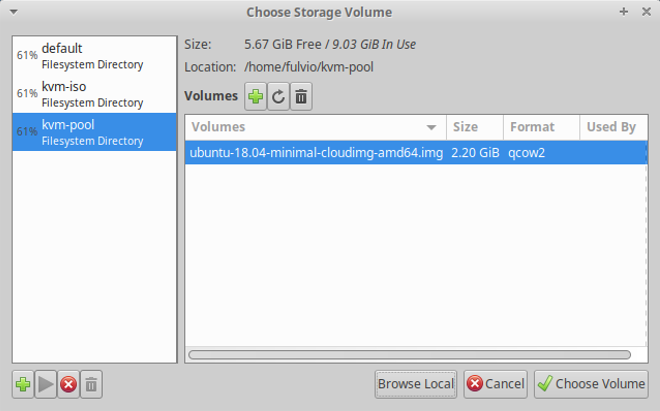 Choose Storage Volume
61% default
Filesystem Directory
61% kvm-iso
Filesystem Directory
61% kvm-pool
Filesystem Directory
Size: 5.67 GiB Free / 9.03 GiB In Use
Location: /home/fulvio/kvm-pool
Volumes
Volumes Size Format Used By
ubuntu-18.04-minimal-cloudimg-amd64.img 2.20 GiB qcow2
Browse Local Cancel Choose Volume